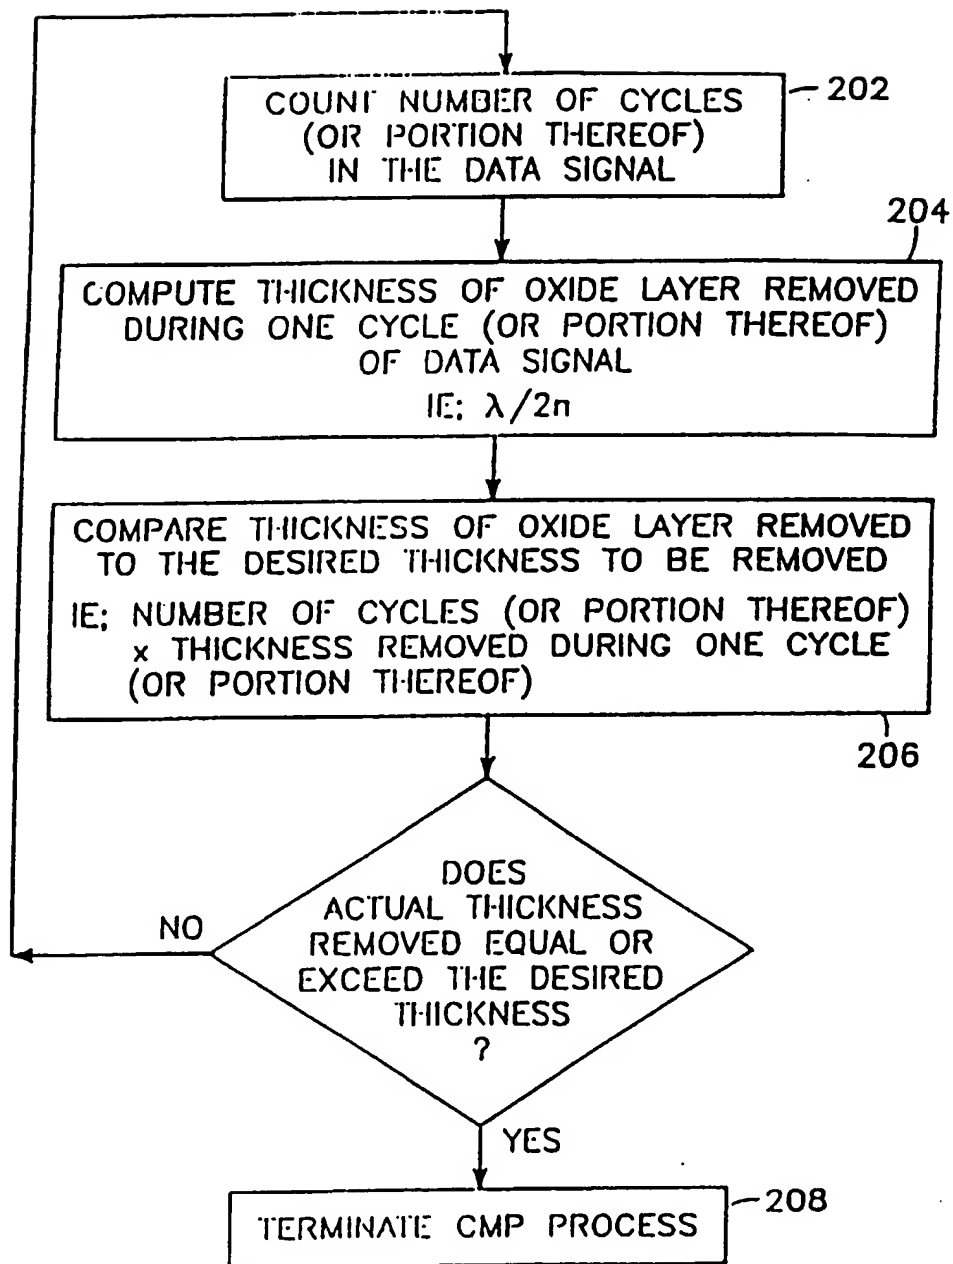 COUNT NUMBER OF CYCLES
(OR PORTION THEREOF)
IN THE DATA SIGNAL
202
204
COMPUTE THICKNESS OF OXIDE LAYER REMOVED
DURING ONE CYCLE (OR PORTION THEREOF)
OF DATA SIGNAL
IE; λ/2n
COMPARE THICKNESS OF OXIDE LAYER REMOVED
TO THE DESIRED THICKNESS TO BE REMOVED
IE; NUMBER OF CYCLES (OR PORTION THEREOF)
x THICKNESS REMOVED DURING ONE CYCLE
(OR PORTION THEREOF)
206
DOES
ACTUAL THICKNESS
REMOVED EQUAL OR
EXCEED THE DESIRED
THICKNESS
?
NO
YES
TERMINATE CMP PROCESS
208